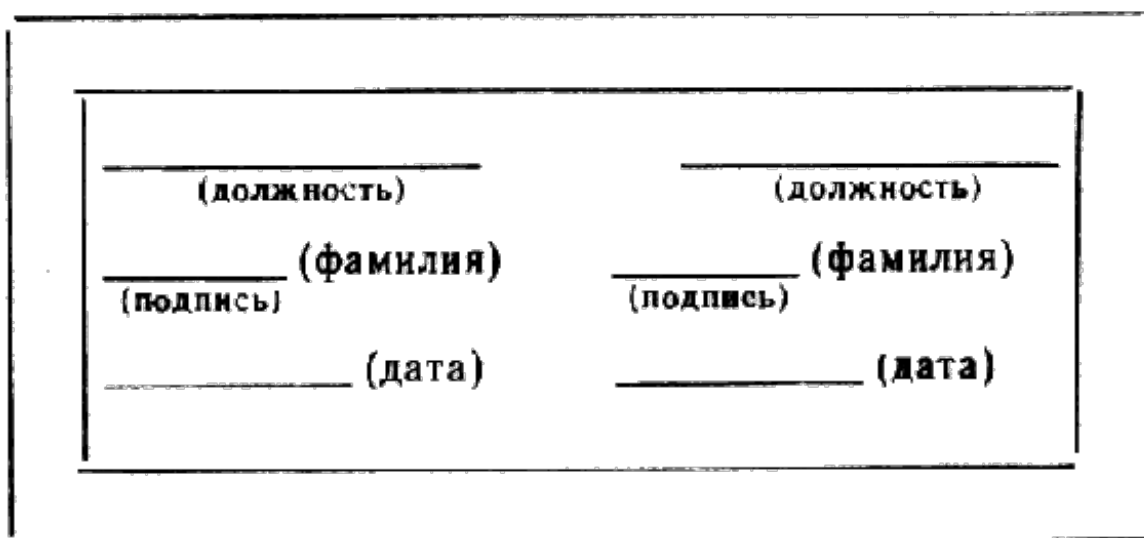 (должность) (должность)
(фамилия) (фамилия)
(подпись) (подпись)
(дата) (дата)